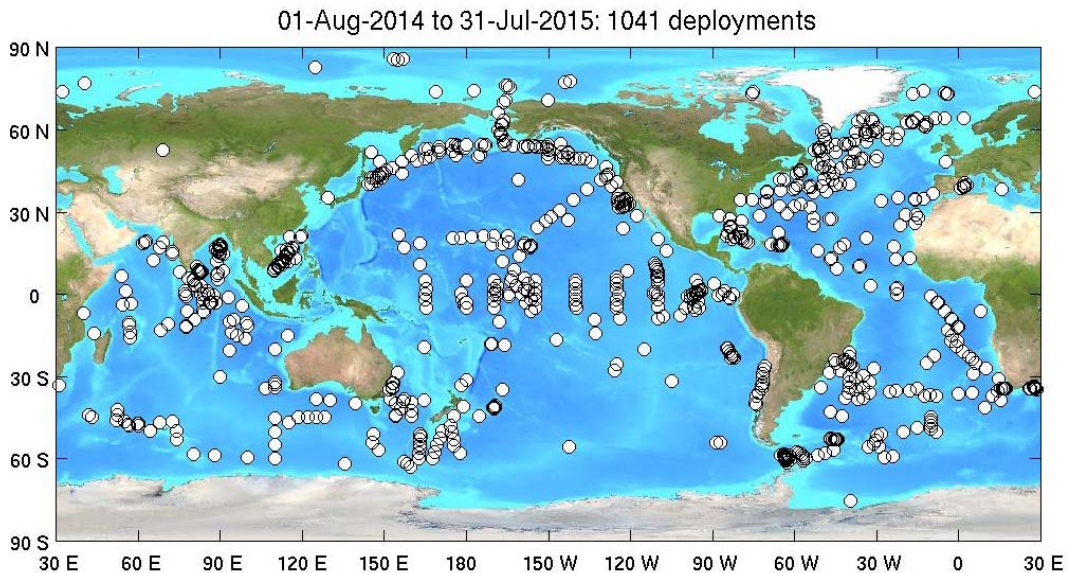 01-Aug-2014 to 31-Jul-2015: 1041 deployments
90 N
60 N
30 N
0
30 S
60 S
90 S
30 E 60 E 90 E 120 E 150 E 180 150 W 120 W 90 W 60 W 30 W 0 30 E